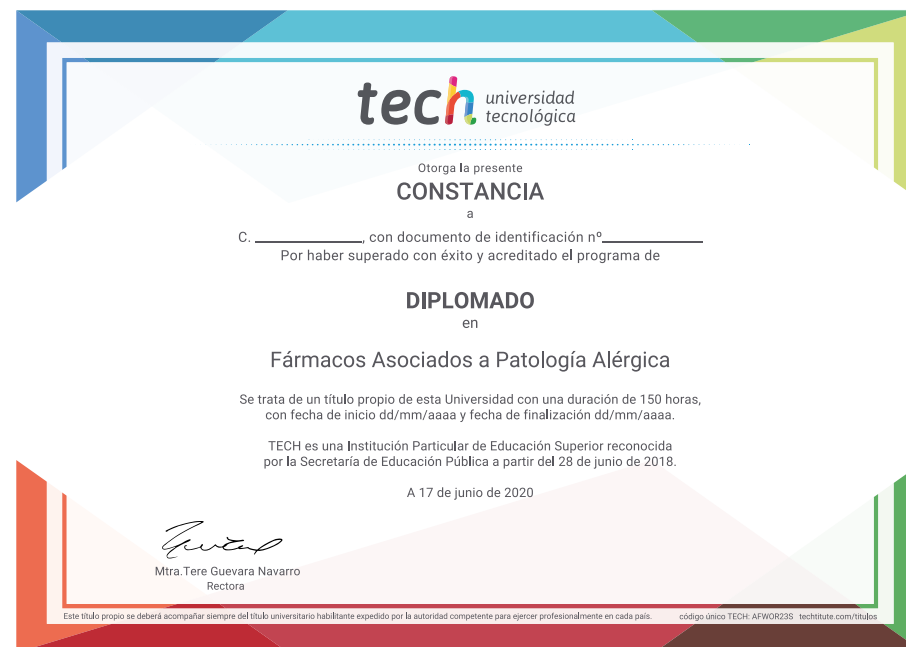 tech universidad
tecnológica
Otorga la presente
CONSTANCIA
a
C. ____________, con documento de identificación nº____________
Por haber superado con éxito y acreditado el programa de
DIPLOMADO
en
Fármacos Asociados a Patología Alérgica
Se trata de un título propio de esta Universidad con una duración de 150 horas,
con fecha de inicio dd/mm/aaaa y fecha de finalización dd/mm/aaaa.
TECH es una Institución Particular de Educación Superior reconocida
por la Secretaría de Educación Pública a partir del 28 de junio de 2018.
A 17 de junio de 2020
Mtra.Tere Guevara Navarro
Rectora
Este título propio se deberá acompañar siempre del título universitario habilitante expedido por la autoridad competente para ejercer profesionalmente en cada país. código único TECH: AFWOR23S techtitute.com/títulos